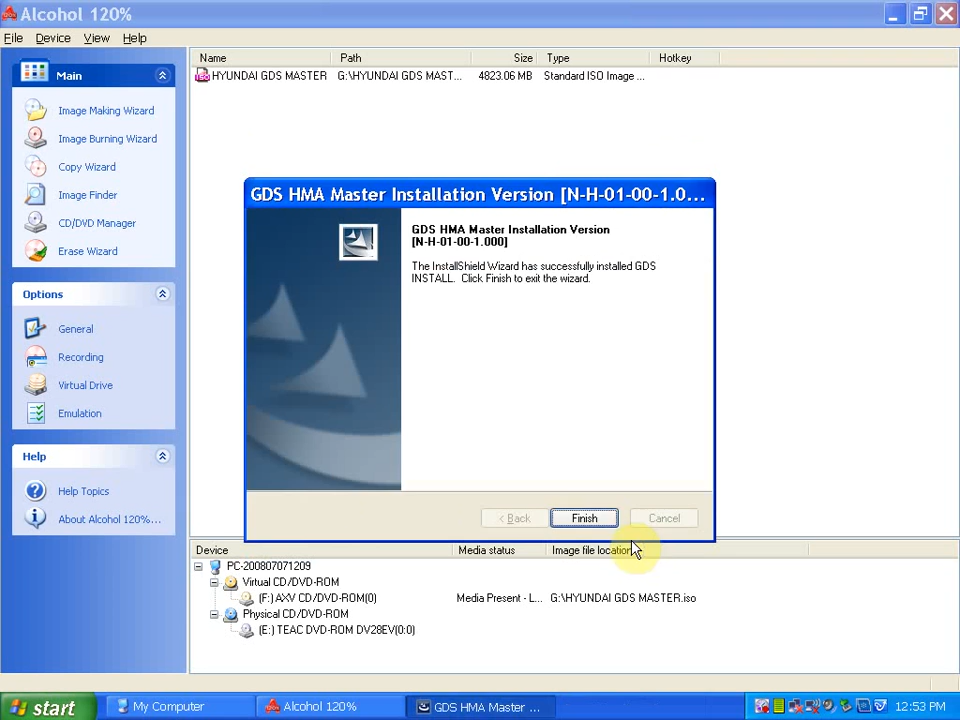 Alcohol 120%
File Device View Help
Main
Image Making Wizard
Image Burning Wizard
Copy Wizard
Image Finder
CD/DVD Manager
Erase Wizard
Options
General
Recording
Virtual Drive
Emulation
Help
Help Topics
About Alcohol 120%...
Name Path Size Type Hotkey
HYUNDAI GDS MASTER G:\HYUNDAI GDS MAST... 4823.06 MB Standard ISO Image ...
GDS HMA Master Installation Version [N-H-01-00-1.0...
GDS HMA Master Installation Version
[N-H-01-00-1.000]
The InstallShield Wizard has successfully installed GDS
INSTALL. Click Finish to exit the wizard.
< Back Finish Cancel
Device Media status Image file location
PC-200807071209
Virtual CD/DVD-ROM
(F:) AXV CD/DVD-ROM(0) Media Present - L... G:\HYUNDAI GDS MASTER.iso
Physical CD/DVD-ROM
(E:) TEAC DVD-ROM DV28EV(0:0)
start My Computer Alcohol 120% GDS HMA Master ... 12:53 PM